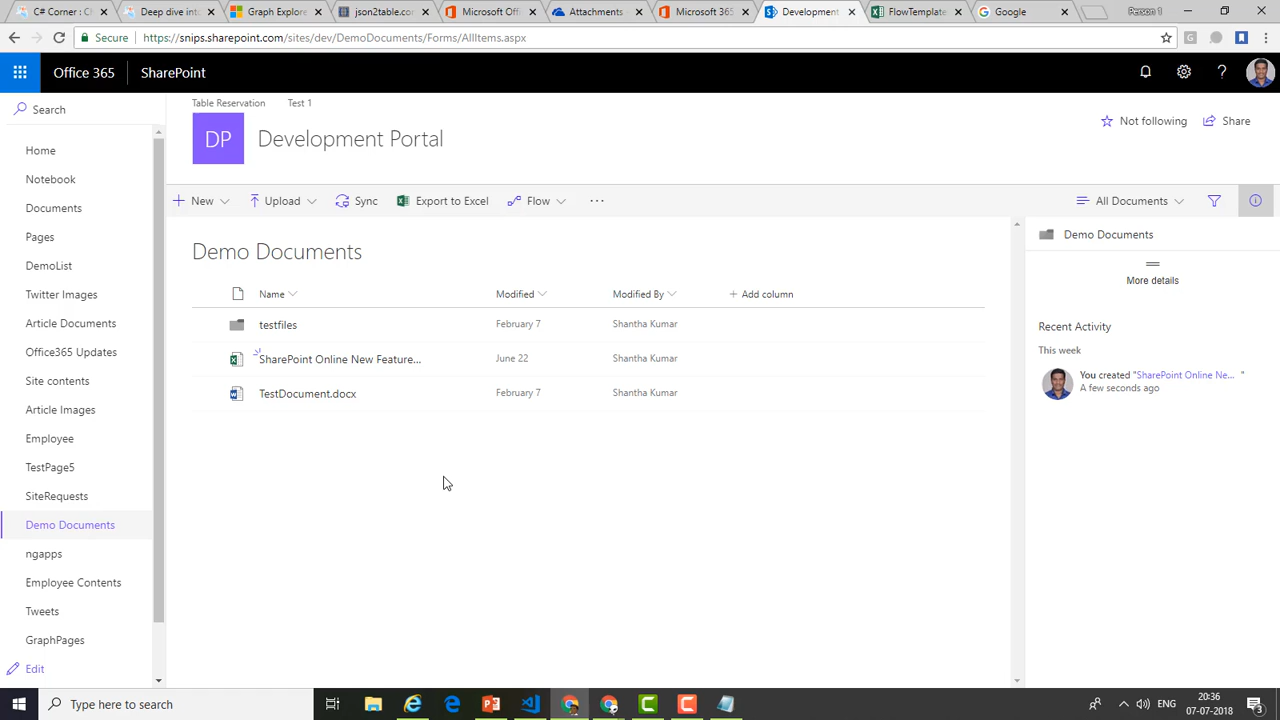 C# Corner : C#
Deep dive into
Graph Explore
json2table.com
Microsoft Offi
Attachments
Microsoft 365
Development
FlowTemplate
Google
Person 1
Secure
https://snips.sharepoint.com/sites/dev/DemoDocuments/Forms/AllItems.aspx
Office 365
SharePoint
Search
Table Reservation
Test 1
DP
Development Portal
Not following
Share
Home
Notebook
Documents
Pages
DemoList
Twitter Images
Article Documents
Office365 Updates
Site contents
Article Images
Employee
TestPage5
SiteRequests
Demo Documents
ngapps
Employee Contents
Tweets
GraphPages
Edit
New
Upload
Sync
Export to Excel
Flow
...
All Documents
Demo Documents
Name
Modified
Modified By
+ Add column
testfiles
February 7
Shantha Kumar
SharePoint Online New Feature...
June 22
Shantha Kumar
TestDocument.docx
February 7
Shantha Kumar
Demo Documents
More details
Recent Activity
This week
You created "SharePoint Online Ne... "
A few seconds ago
Type here to search
ENG
20:36
07-07-2018
3